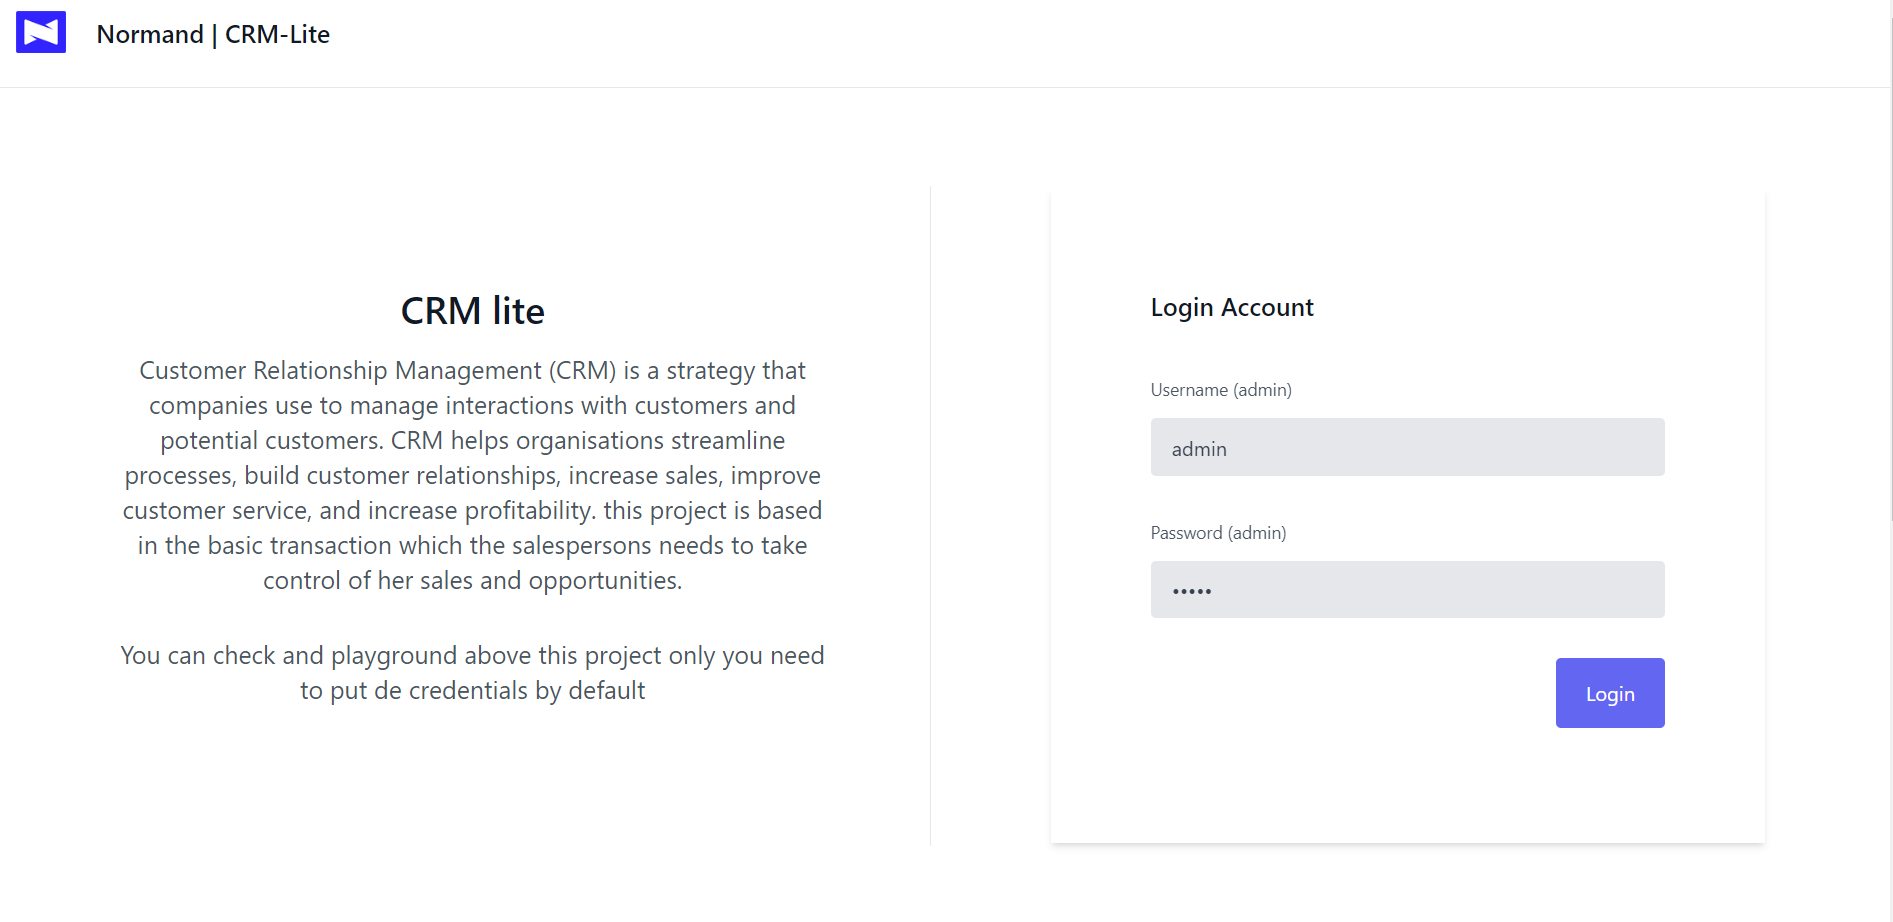 Normand | CRM-Lite
CRM lite
Customer Relationship Management (CRM) is a strategy that
companies use to manage interactions with customers and
potential customers. CRM helps organisations streamline
processes, build customer relationships, increase sales, improve
customer service, and increase profitability. this project is based
in the basic transaction which the salespersons needs to take
control of her sales and opportunities.
You can check and playground above this project only you need
to put de credentials by default
Login Account
Username (admin)
admin
Password (admin)
•••••
Login